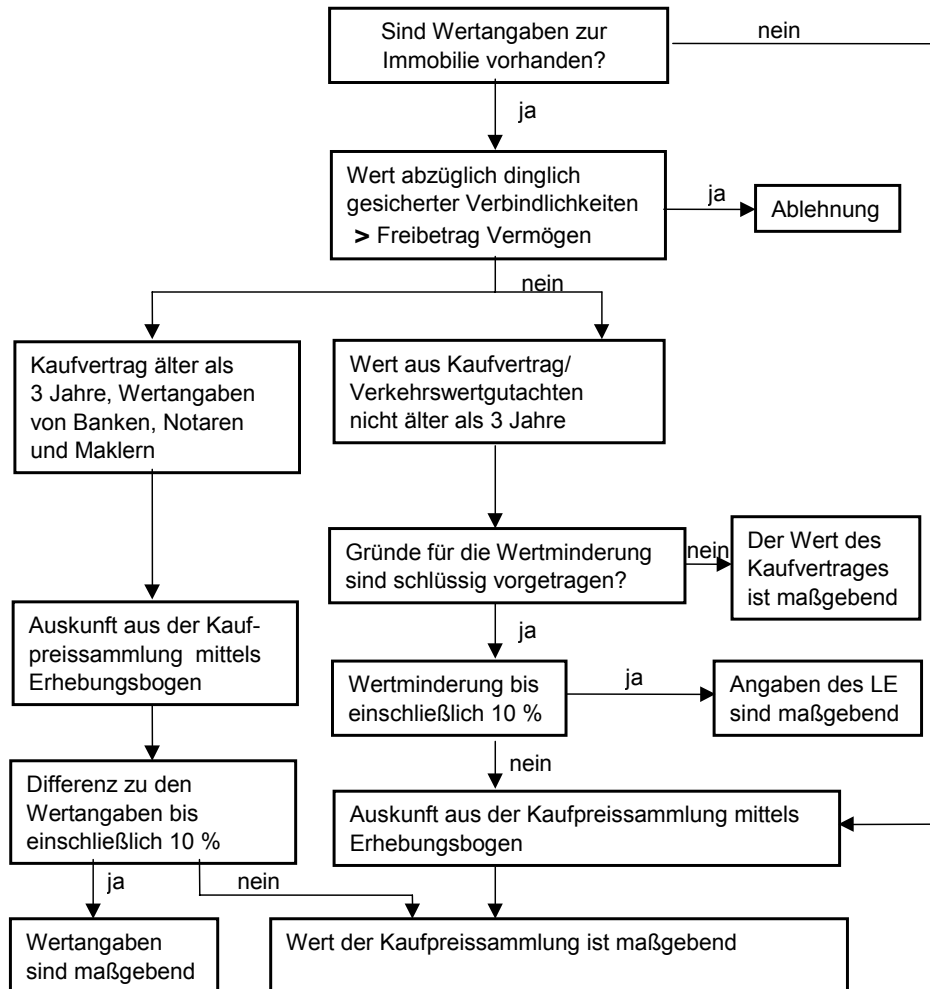 Sind Wertangaben zur
Immobilie vorhanden?
nein
ja
Wert abzüglich dinglich
gesicherter Verbindlichkeiten
> Freibetrag Vermögen
ja
Ablehnung
nein
Kaufvertrag älter als
3 Jahre, Wertangaben
von Banken, Notaren
und Maklern
Wert aus Kaufvertrag/
Verkehrswertgutachten
nicht älter als 3 Jahre
Gründe für die Wertminderung
sind schlüssig vorgetragen?
nein
Der Wert des
Kaufvertrages
ist maßgebend
ja
Auskunft aus der Kauf-
preissammlung mittels
Erhebungsbogen
Wertminderung bis
einschließlich 10 %
ja
Angaben des LE
sind maßgebend
nein
Differenz zu den
Wertangaben bis
einschließlich 10 %
Auskunft aus der Kaufpreissammlung mittels
Erhebungsbogen
ja
nein
Wertangaben
sind maßgebend
Wert der Kaufpreissammlung ist maßgebend